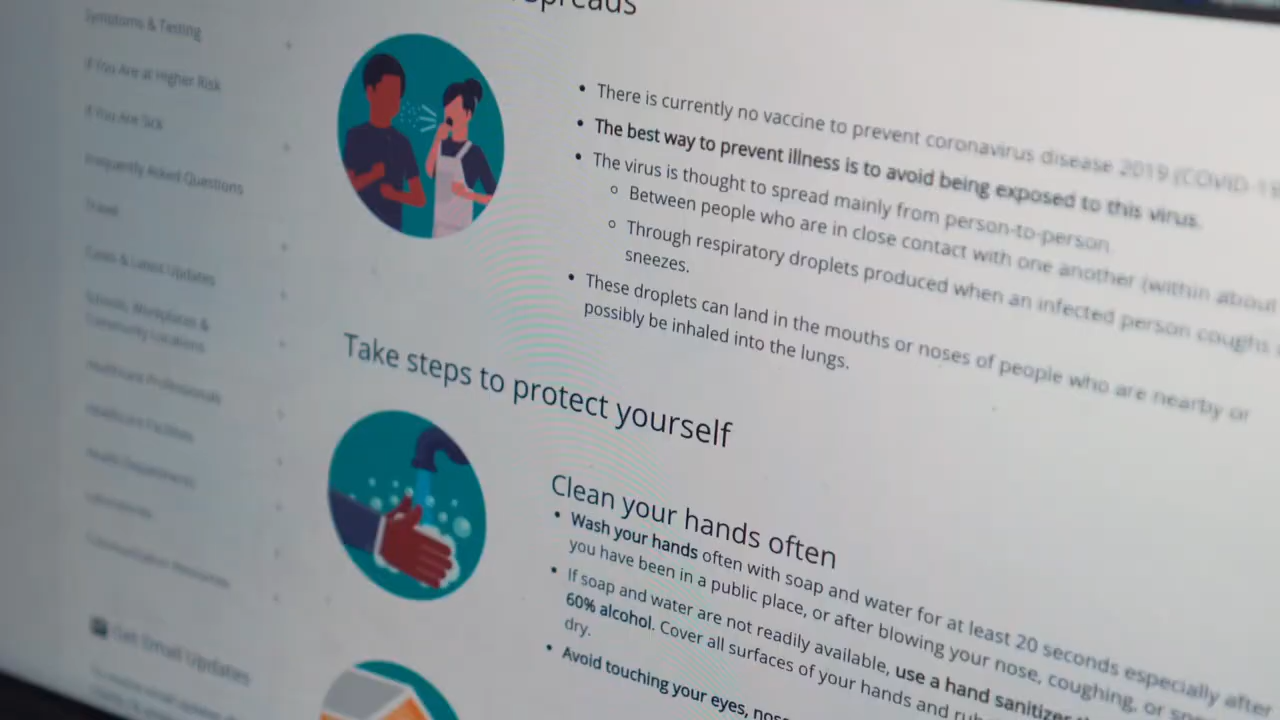 Spreads
Symptoms & Testing
If You Are at Higher Risk
If You Are Sick
Frequently Asked Questions
Travel
Cases & Latest Updates
Schools, Workplaces &
Community Locations
Healthcare Professionals
Healthcare Facilities
Health Departments
Laboratories
Communication Resources
Get Email Updates
There is currently no vaccine to prevent coronavirus disease 2019 (COVID-19
The best way to prevent illness is to avoid being exposed to this virus.
The virus is thought to spread mainly from person-to-person.
Between people who are in close contact with one another (within about
Through respiratory droplets produced when an infected person coughs
sneezes.
These droplets can land in the mouths or noses of people who are nearby or
possibly be inhaled into the lungs.
Take steps to protect yourself
Clean your hands often
Wash your hands often with soap and water for at least 20 seconds especially after
you have been in a public place, or after blowing your nose, coughing, or
If soap and water are not readily available, use a hand sanitizer
60% alcohol. Cover all surfaces of your hands and rub
dry.
Avoid touching your eyes,